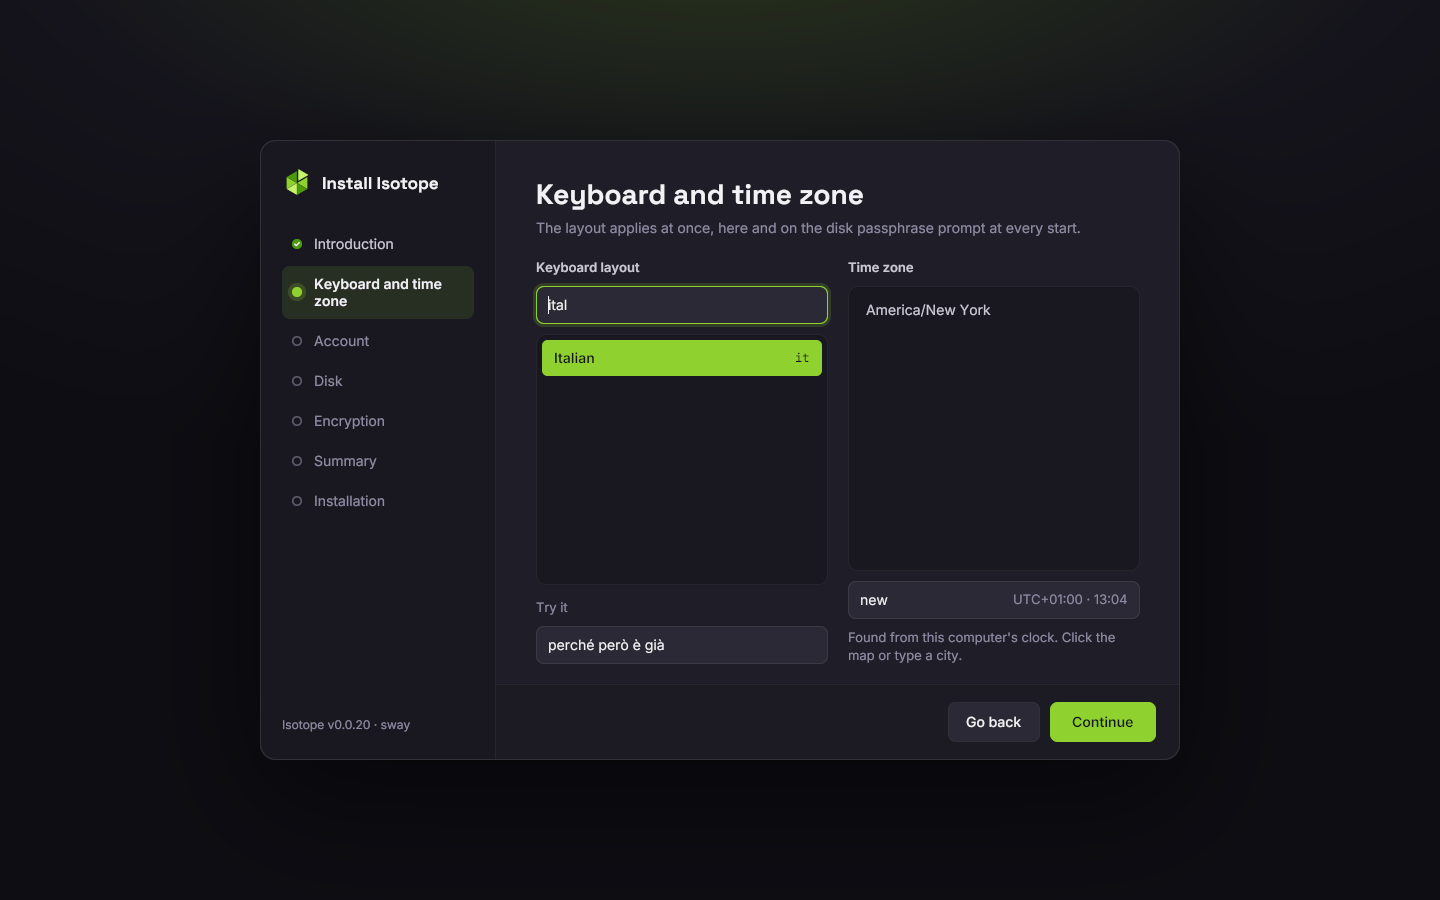 Install Isotope
Introduction
Keyboard and time
zone
Account
Disk
Encryption
Summary
Installation
Isotope v0.0.20 · sway
Keyboard and time zone
The layout applies at once, here and on the disk passphrase prompt at every start.
Keyboard layout
ital
Italian it
Try it
perché però è già
Time zone
America/New York
new UTC+01:00 · 13:04
Found from this computer's clock. Click the
map or type a city.
Go back
Continue